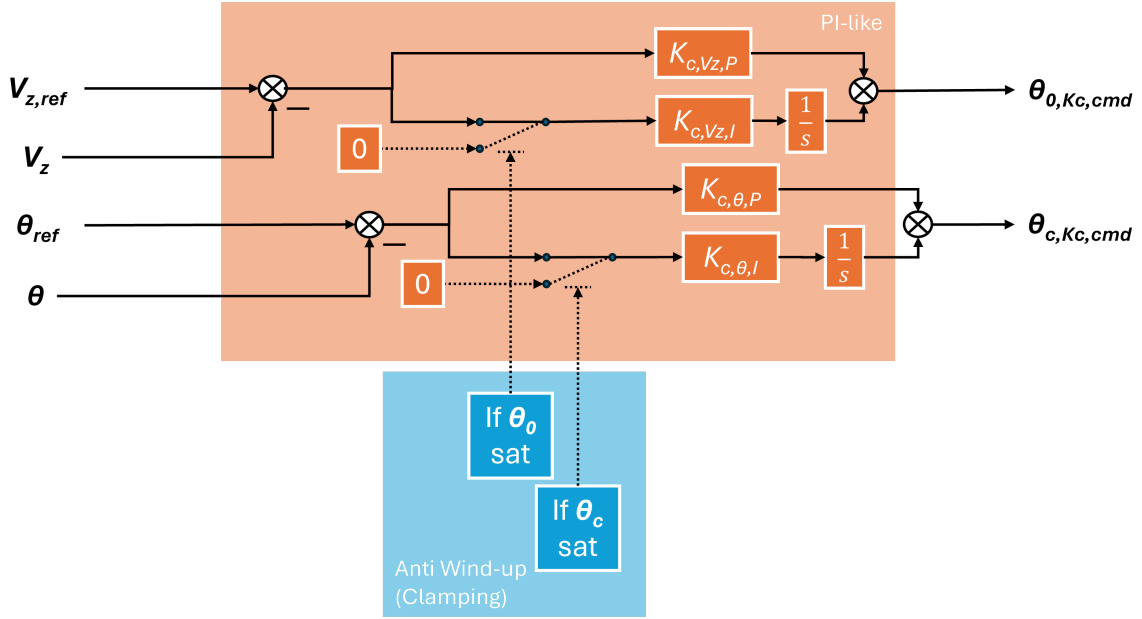 PI-like
V_z,ref
K_c,Vz,P
θ_0,Kc,cmd
K_c,Vz,I
1/s
0
V_z
K_c,θ,P
θ_ref
θ_c,Kc,cmd
K_c,θ,I
1/s
0
θ
If θ_0
sat
If θ_c
sat
Anti Wind-up
(Clamping)